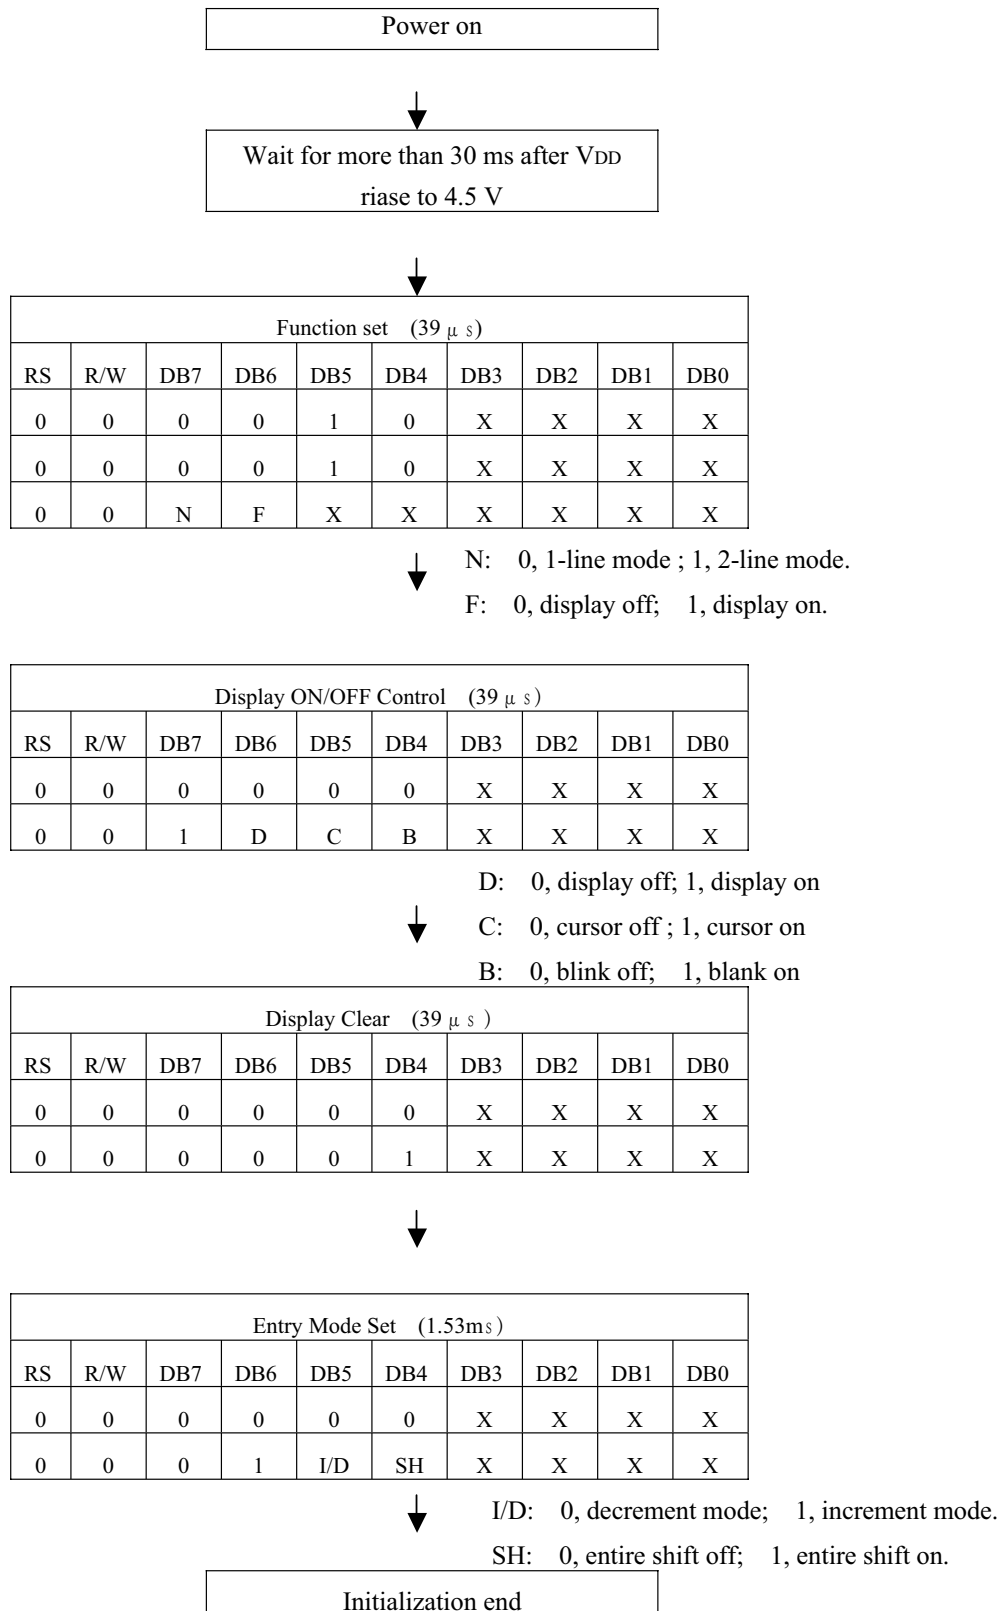 Power on
Wait for more than 30 ms after VDD
riase to 4.5 V
Function set (39 μ s)
RS R/W DB7 DB6 DB5 DB4 DB3 DB2 DB1 DB0
0 0 0 0 1 0 X X X X
0 0 0 0 1 0 X X X X
0 0 N F X X X X X X
N: 0, 1-line mode ; 1, 2-line mode.
F: 0, display off; 1, display on.
Display ON/OFF Control (39 μ s)
RS R/W DB7 DB6 DB5 DB4 DB3 DB2 DB1 DB0
0 0 0 0 0 0 X X X X
0 0 1 D C B X X X X
D: 0, display off; 1, display on
C: 0, cursor off ; 1, cursor on
B: 0, blink off; 1, blank on
Display Clear (39 μ s )
RS R/W DB7 DB6 DB5 DB4 DB3 DB2 DB1 DB0
0 0 0 0 0 0 X X X X
0 0 0 0 0 1 X X X X
Entry Mode Set (1.53ms)
RS R/W DB7 DB6 DB5 DB4 DB3 DB2 DB1 DB0
0 0 0 0 0 0 X X X X
0 0 0 1 I/D SH X X X X
I/D: 0, decrement mode; 1, increment mode.
SH: 0, entire shift off; 1, entire shift on.
Initialization end